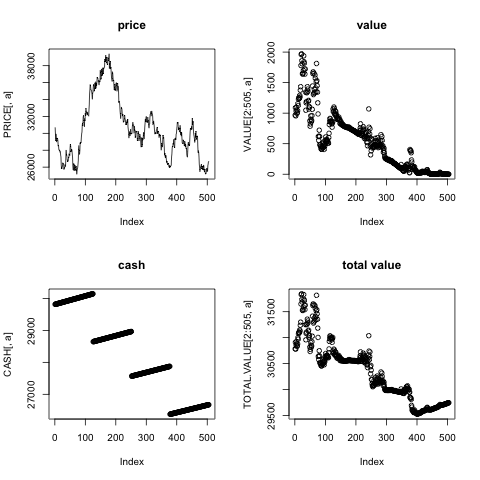 price
PRICE[, a]
38000
32000
26000
0 100 200 300 400 500
Index
value
VALUE[2:505, a]
2000
1500
1000
500
0
0 100 200 300 400 500
Index
cash
CASH[, a]
29000
27000
0 100 200 300 400 500
Index
total value
TOTAL.VALUE[2:505, a]
31500
30500
29500
0 100 200 300 400 500
Index